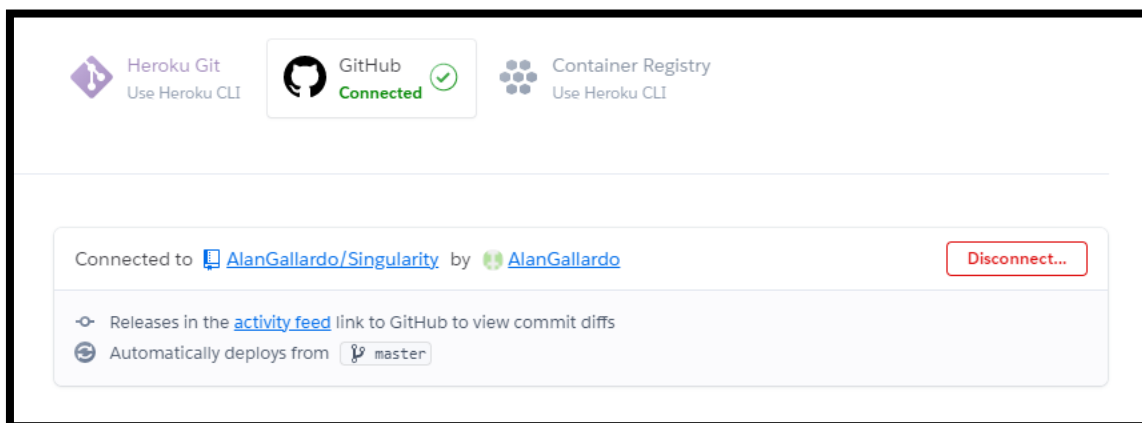 Heroku Git
Use Heroku CLI
GitHub
Connected
Container Registry
Use Heroku CLI
Connected to AlanGallardo/Singularity by AlanGallardo
Disconnect...
Releases in the activity feed link to GitHub to view commit diffs
Automatically deploys from master